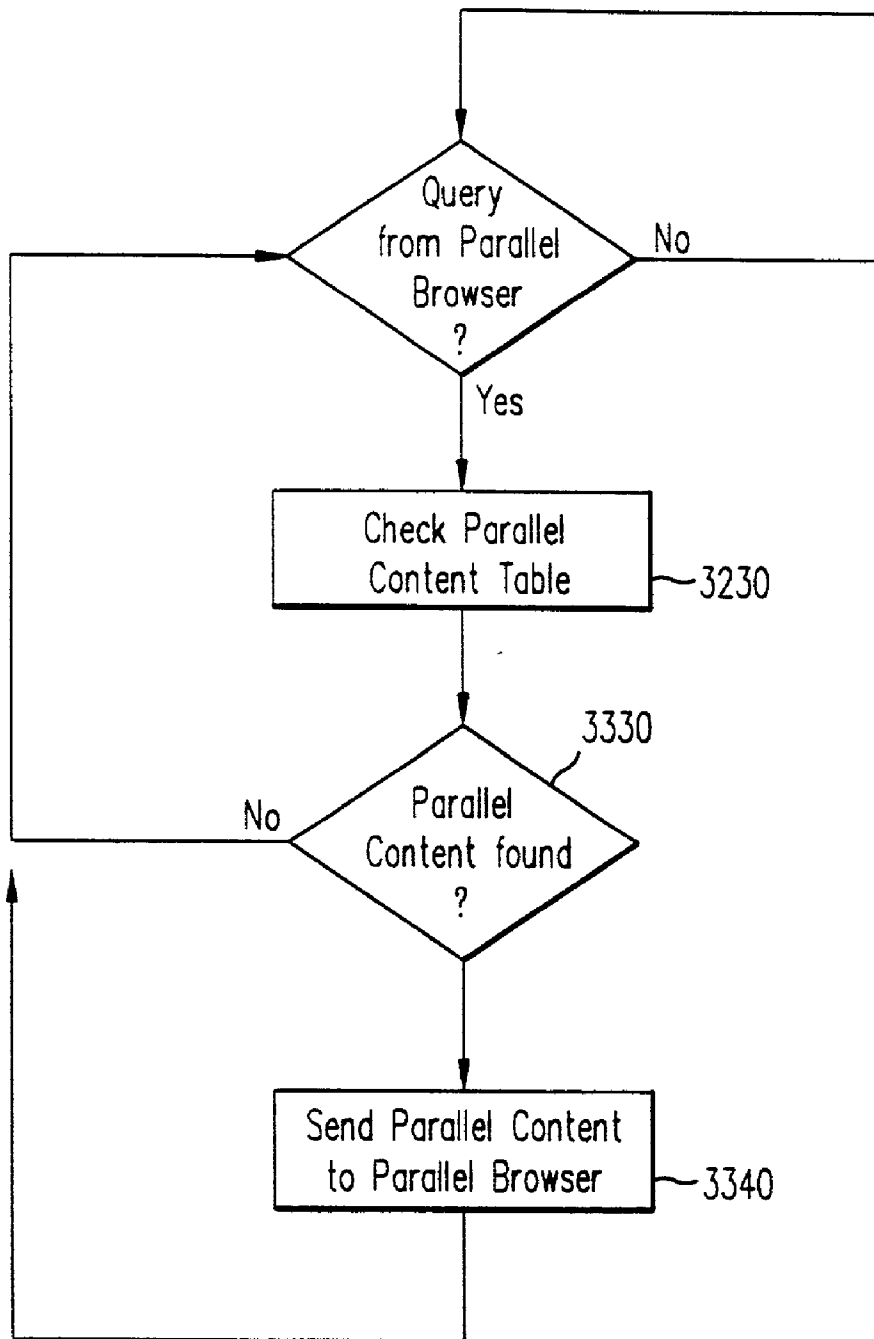 Query
from Parallel
Browser
?
No
Yes
Check Parallel
Content Table
3230
3330
No
Parallel
Content found
?
Send Parallel Content
to Parallel Browser
3340